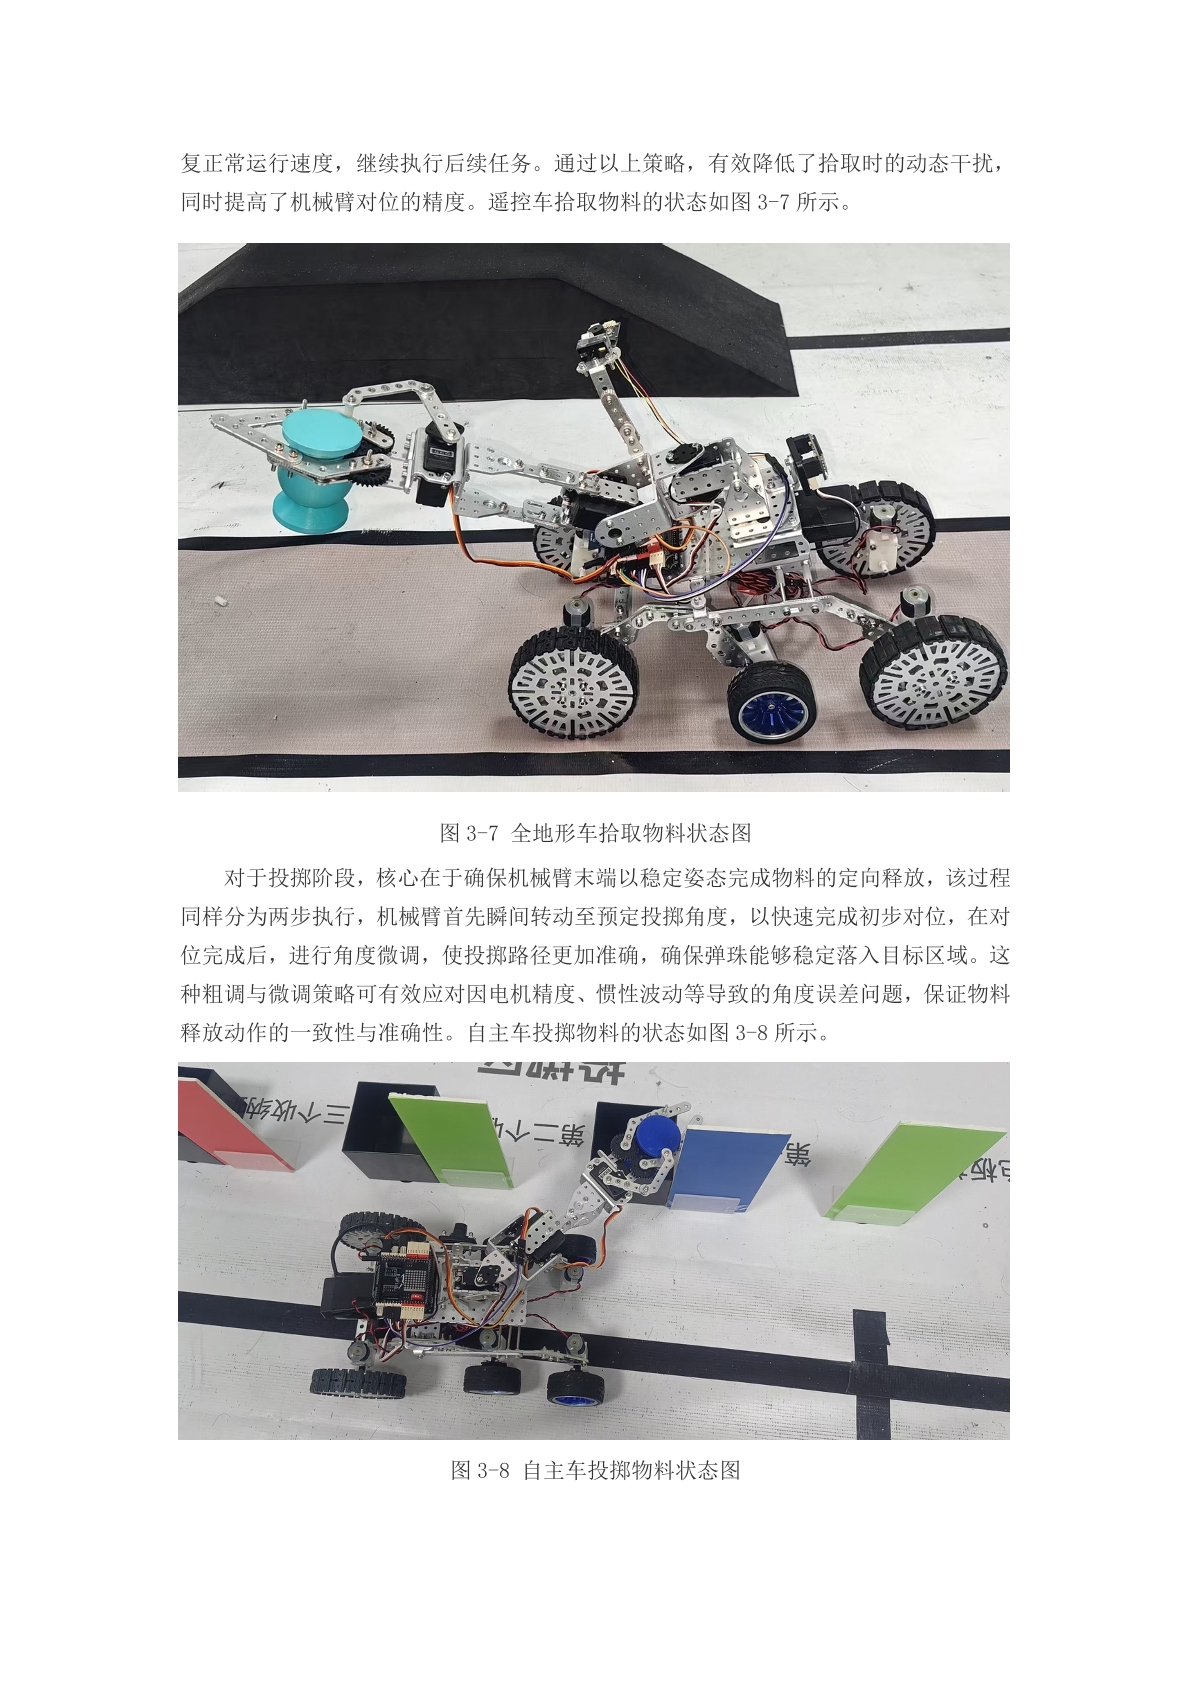 复正常运行速度，继续执行后续任务。通过以上策略，有效降低了拾取时的动态干扰，
同时提高了机械臂对位的精度。遥控车拾取物料的状态如图 3-7 所示。
图 3-7 全地形车拾取物料状态图
对于投掷阶段，核心在于确保机械臂末端以稳定姿态完成物料的定向释放，该过程
同样分为两步执行，机械臂首先瞬间转动至预定投掷角度，以快速完成初步对位，在对
位完成后，进行角度微调，使投掷路径更加准确，确保弹珠能够稳定落入目标区域。这
种粗调与微调策略可有效应对因电机精度、惯性波动等导致的角度误差问题，保证物料
释放动作的一致性与准确性。自主车投掷物料的状态如图 3-8 所示。
三个收纳
第二个收
第
色板
图 3-8 自主车投掷物料状态图